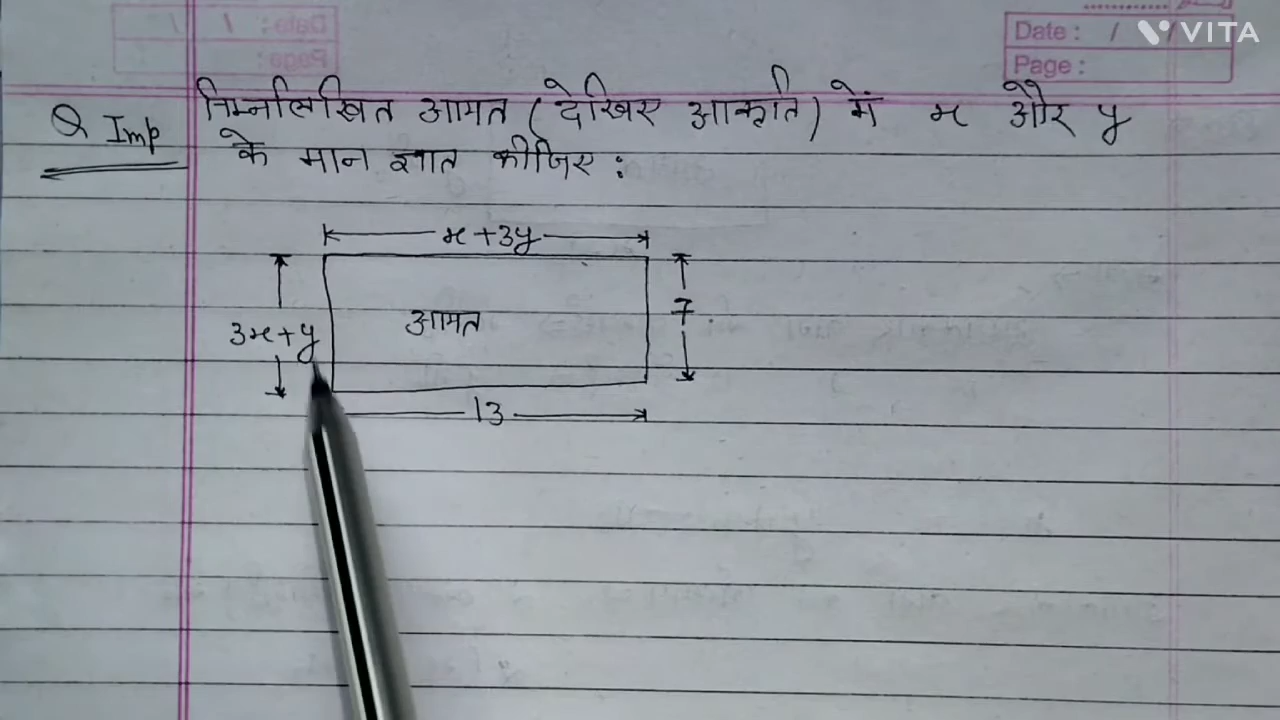 Date : / /
Page :
VITA
Q Imp
निम्नलिखित आयत (देखिए आकृति) में x और y
के मान ज्ञात कीजिए :
x + 3y
3x + y
आयत
7
13